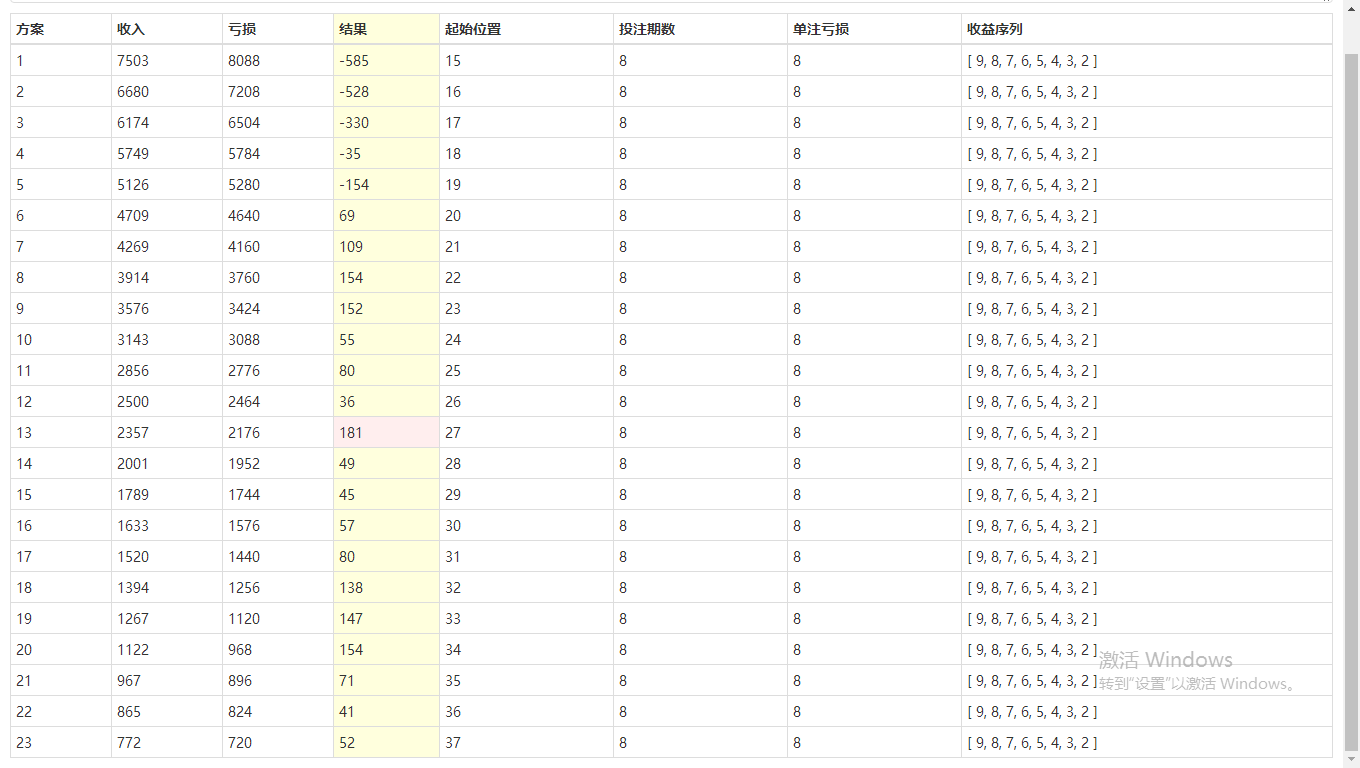 方案 收入 亏损 结果 起始位置 投注期数 单注亏损 收益序列
1 7503 8088 -585 15 8 8 [ 9, 8, 7, 6, 5, 4, 3, 2 ]
2 6680 7208 -528 16 8 8 [ 9, 8, 7, 6, 5, 4, 3, 2 ]
3 6174 6504 -330 17 8 8 [ 9, 8, 7, 6, 5, 4, 3, 2 ]
4 5749 5784 -35 18 8 8 [ 9, 8, 7, 6, 5, 4, 3, 2 ]
5 5126 5280 -154 19 8 8 [ 9, 8, 7, 6, 5, 4, 3, 2 ]
6 4709 4640 69 20 8 8 [ 9, 8, 7, 6, 5, 4, 3, 2 ]
7 4269 4160 109 21 8 8 [ 9, 8, 7, 6, 5, 4, 3, 2 ]
8 3914 3760 154 22 8 8 [ 9, 8, 7, 6, 5, 4, 3, 2 ]
9 3576 3424 152 23 8 8 [ 9, 8, 7, 6, 5, 4, 3, 2 ]
10 3143 3088 55 24 8 8 [ 9, 8, 7, 6, 5, 4, 3, 2 ]
11 2856 2776 80 25 8 8 [ 9, 8, 7, 6, 5, 4, 3, 2 ]
12 2500 2464 36 26 8 8 [ 9, 8, 7, 6, 5, 4, 3, 2 ]
13 2357 2176 181 27 8 8 [ 9, 8, 7, 6, 5, 4, 3, 2 ]
14 2001 1952 49 28 8 8 [ 9, 8, 7, 6, 5, 4, 3, 2 ]
15 1789 1744 45 29 8 8 [ 9, 8, 7, 6, 5, 4, 3, 2 ]
16 1633 1576 57 30 8 8 [ 9, 8, 7, 6, 5, 4, 3, 2 ]
17 1520 1440 80 31 8 8 [ 9, 8, 7, 6, 5, 4, 3, 2 ]
18 1394 1256 138 32 8 8 [ 9, 8, 7, 6, 5, 4, 3, 2 ]
19 1267 1120 147 33 8 8 [ 9, 8, 7, 6, 5, 4, 3, 2 ]
20 1122 968 154 34 8 8 [ 9, 8, 7, 6, 5, 4, 3, 2 ]
激活 Windows
21 967 896 71 35 8 8 [ 9, 8, 7, 6, 5, 4, 3, 2 ]
转到“设置”以激活 Windows。
22 865 824 41 36 8 8 [ 9, 8, 7, 6, 5, 4, 3, 2 ]
23 772 720 52 37 8 8 [ 9, 8, 7, 6, 5, 4, 3, 2 ]